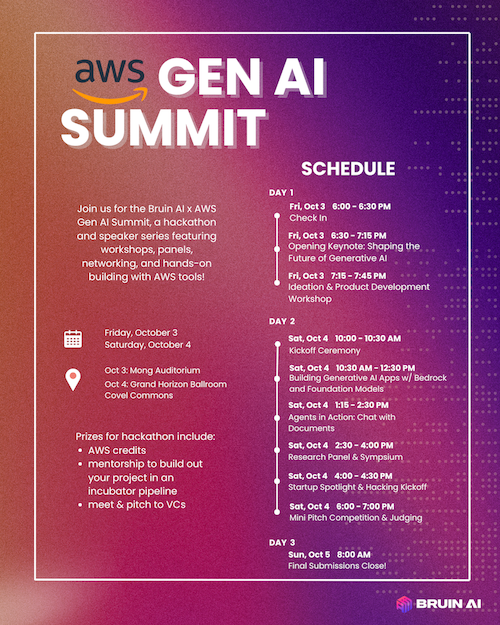 aws GEN AI
SUMMIT
Join us for the Bruin AI x AWS
Gen AI Summit, a hackathon
and speaker series featuring
workshops, panels,
networking, and hands-on
building with AWS tools!
Friday, October 3
Saturday, October 4
Oct 3: Mong Auditorium
Oct 4: Grand Horizon Ballroom
Covel Commons
Prizes for hackathon include:
• AWS credits
• mentorship to build out
your project in an
incubator pipeline
• meet & pitch to VCs
SCHEDULE
DAY 1
Fri, Oct 3 6:00 - 6:30 PM
Check In
Fri, Oct 3 6:30 - 7:15 PM
Opening Keynote: Shaping the
Future of Generative AI
Fri, Oct 3 7:15 - 7:45 PM
Ideation & Product Development
Workshop
DAY 2
Sat, Oct 4 10:00 - 10:30 AM
Kickoff Ceremony
Sat, Oct 4 10:30 AM - 12:30 PM
Building Generative AI Apps w/ Bedrock
and Foundation Models
Sat, Oct 4 1:15 - 2:30 PM
Agents in Action: Chat with
Documents
Sat, Oct 4 2:30 - 4:00 PM
Research Panel & Sympsium
Sat, Oct 4 4:00 - 4:30 PM
Startup Spotlight & Hacking Kickoff
Sat, Oct 4 6:00 - 7:00 PM
Mini Pitch Competition & Judging
DAY 3
Sun, Oct 5 8:00 AM
Final Submissions Close!
BRUIN AI